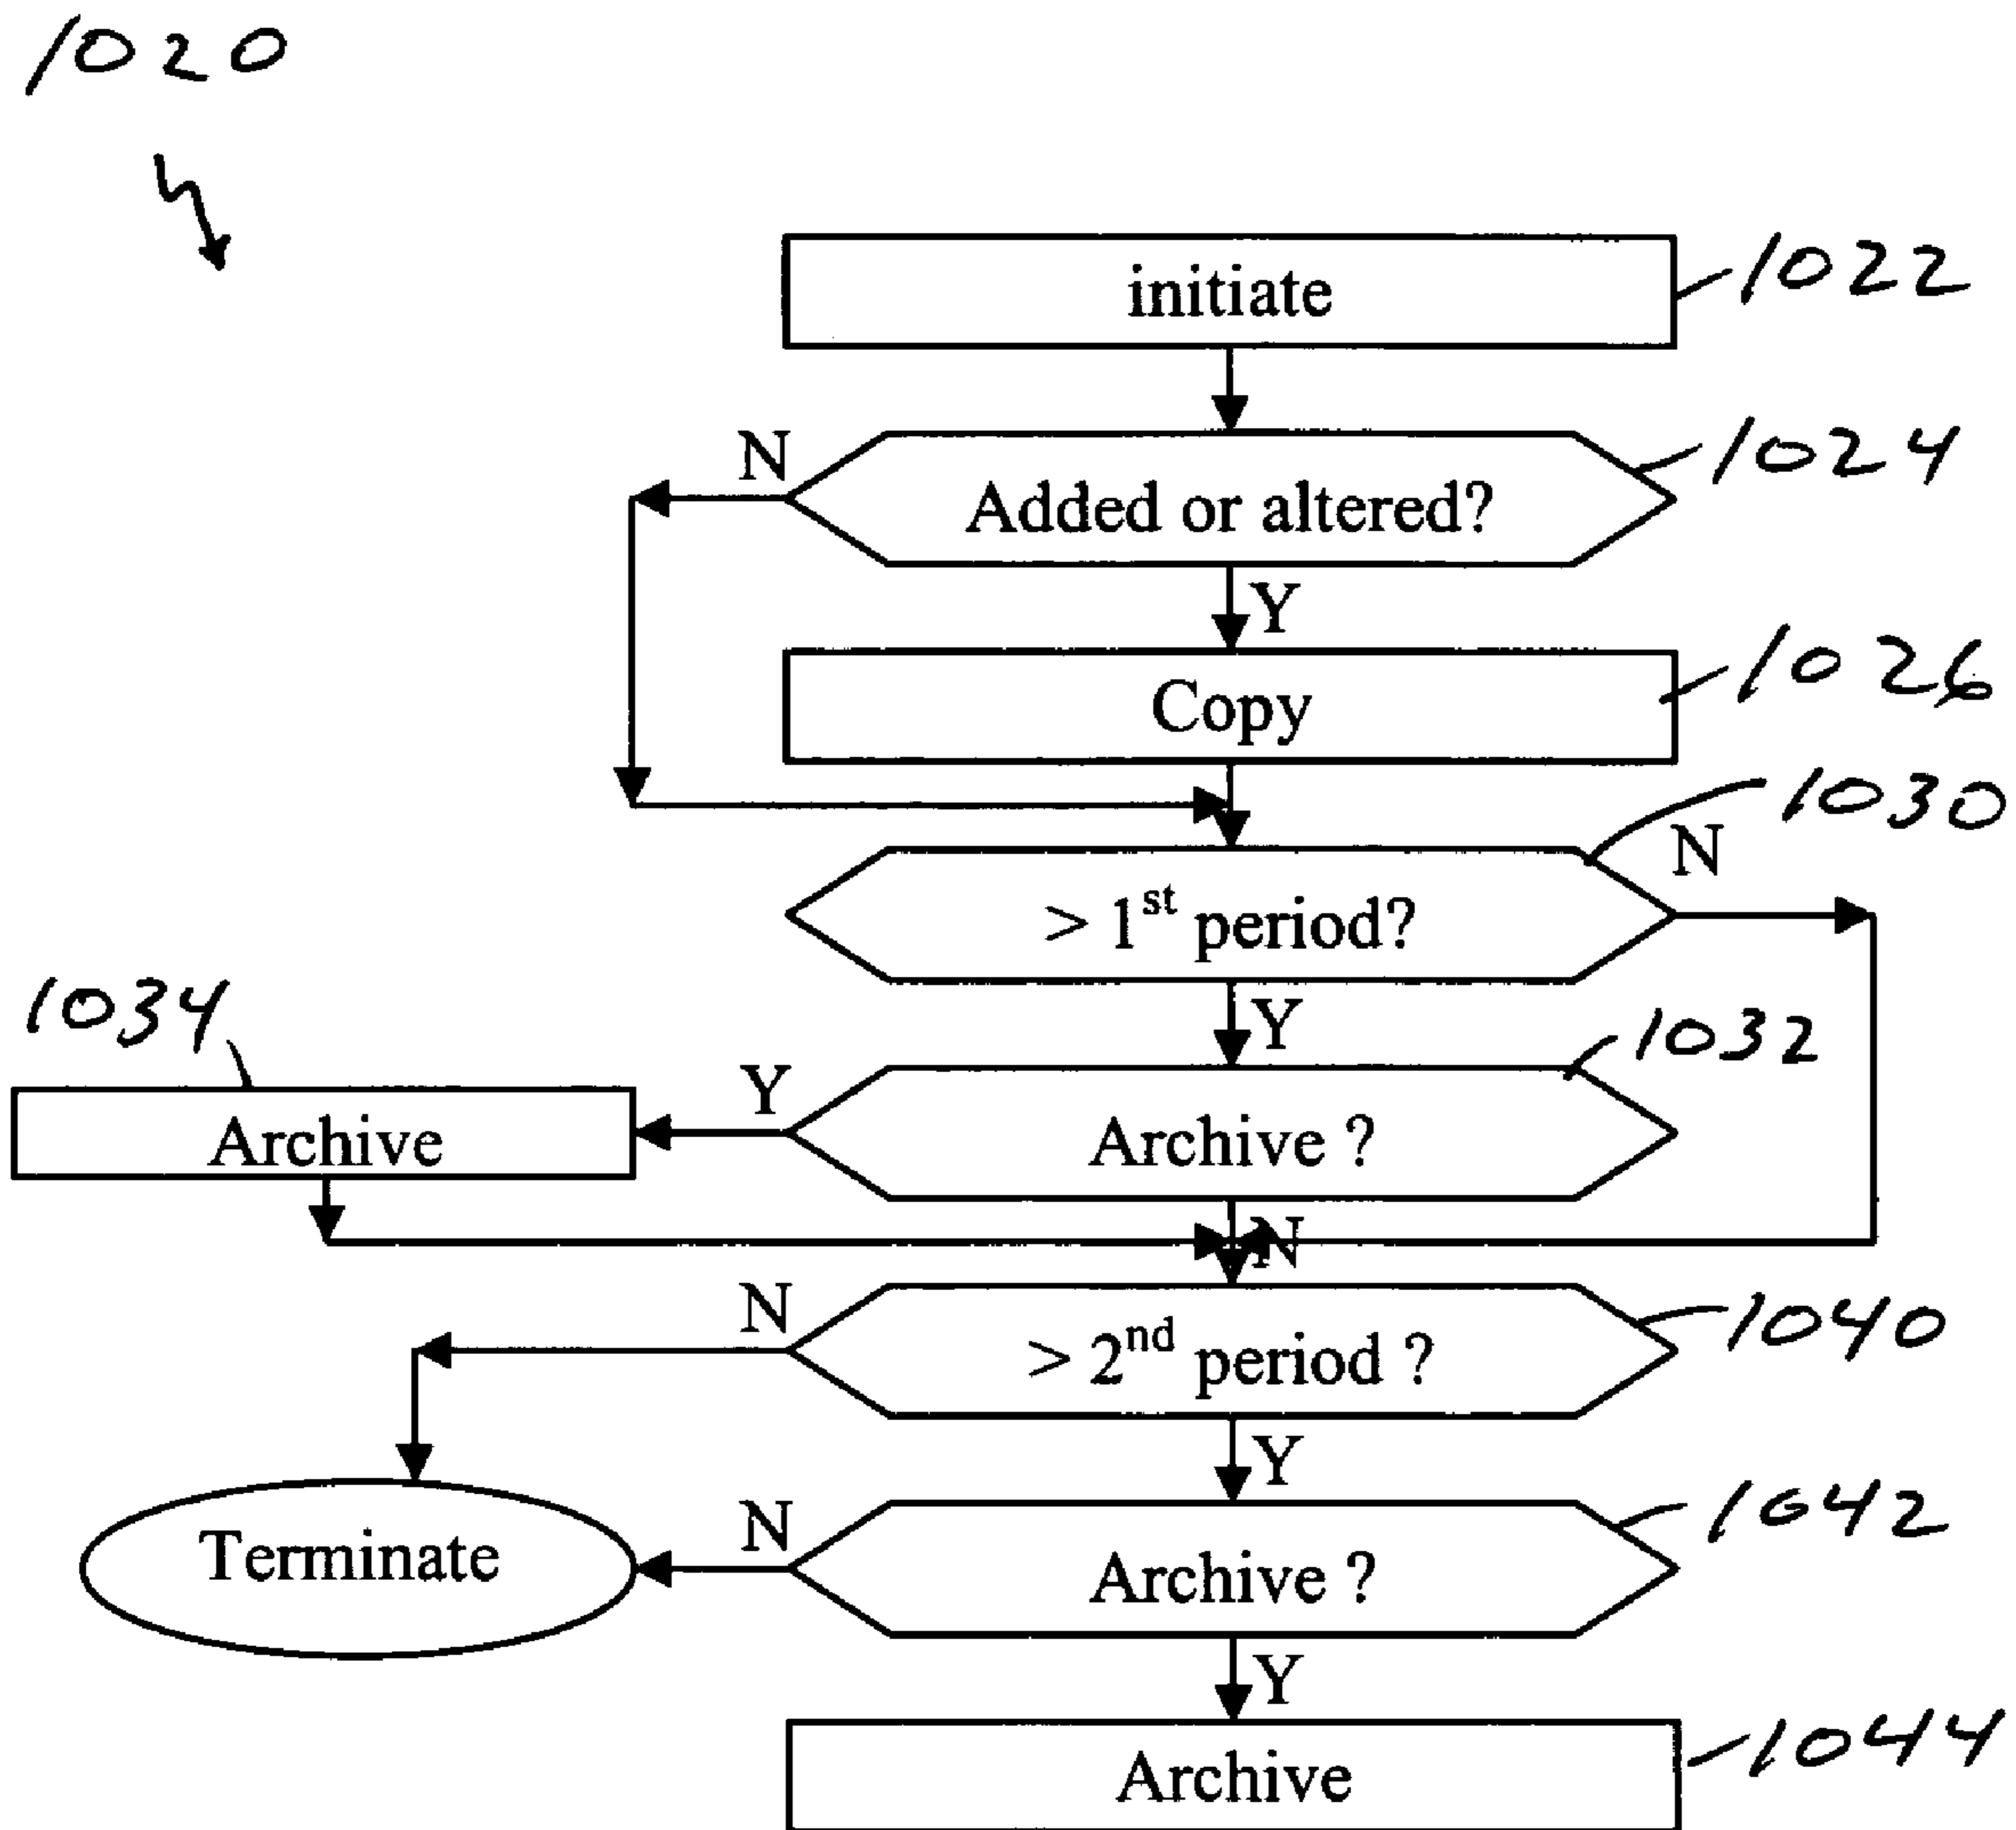 1020
initiate
1022
N
Added or altered?
1024
Y
Copy
1026
1030
N
> 1st period?
1034
Y
1032
Y
Archive
Archive ?
N
N
> 2nd period ?
1040
Y
1042
N
Terminate
Archive ?
Y
Archive
1044